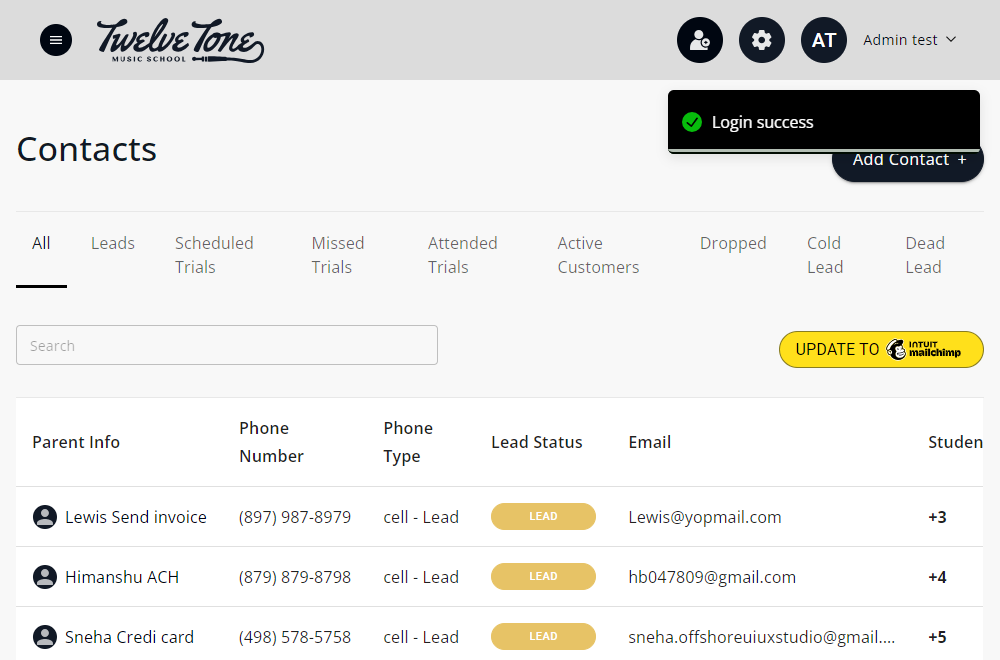 Twelve Tone
MUSIC SCHOOL
AT
Admin test
Login success
Contacts
Add Contact +
All
Leads
Scheduled Trials
Missed Trials
Attended Trials
Active Customers
Dropped
Cold Lead
Dead Lead
Search
UPDATE TO INTUIT mailchimp
Parent Info
Phone Number
Phone Type
Lead Status
Email
Studen
Lewis Send invoice (897) 987-8979 cell - Lead LEAD Lewis@yopmail.com +3
Himanshu ACH (879) 879-8798 cell - Lead LEAD hb047809@gmail.com +4
Sneha Credi card (498) 578-5758 cell - Lead LEAD sneha.offshoreuiuxstudio@gmail.... +5